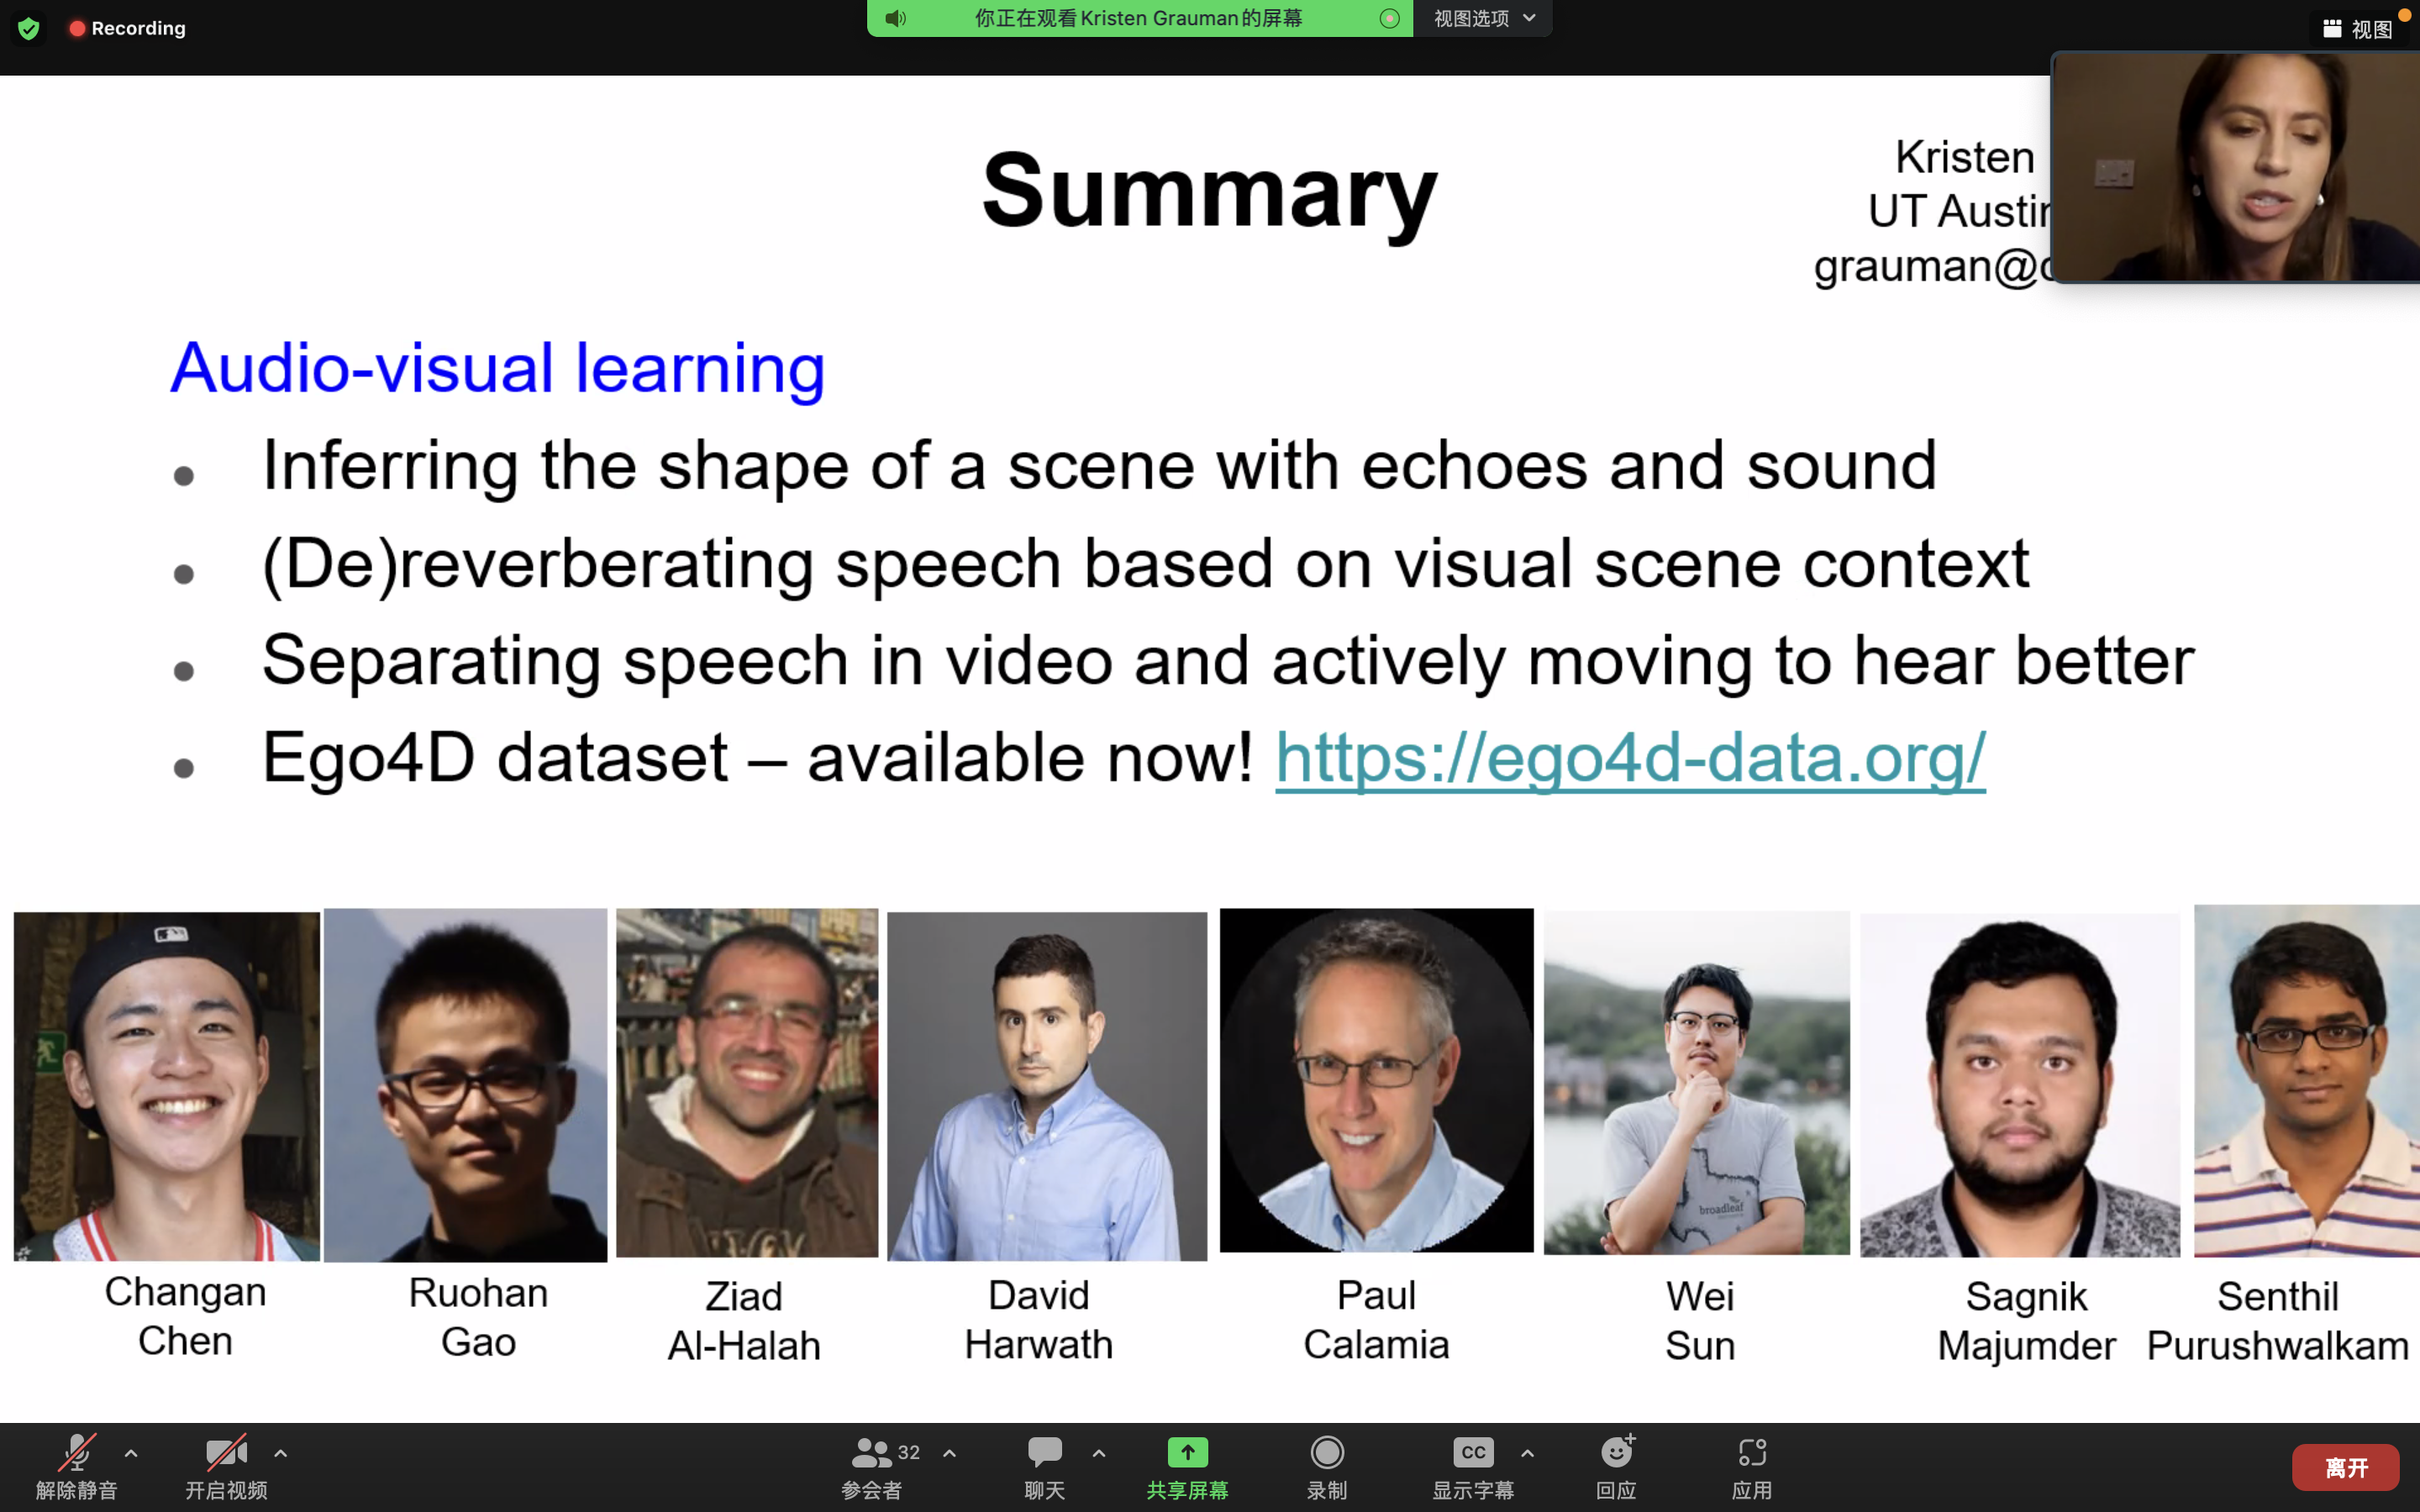 Recording
你正在观看Kristen Grauman的屏幕
视图选项
视图
Summary
Kristen
UT Austin
grauman@
Audio-visual learning
Inferring the shape of a scene with echoes and sound
(De)reverberating speech based on visual scene context
Separating speech in video and actively moving to hear better
Ego4D dataset – available now! https://ego4d-data.org/
broadleaf
Changan
Chen
Ruohan
Gao
Ziad
Al-Halah
David
Harwath
Paul
Calamia
Wei
Sun
Sagnik
Majumder
Senthil
Purushwalkam
解除静音
开启视频
32
参会者
聊天
共享屏幕
录制
CC
显示字幕
回应
应用
离开